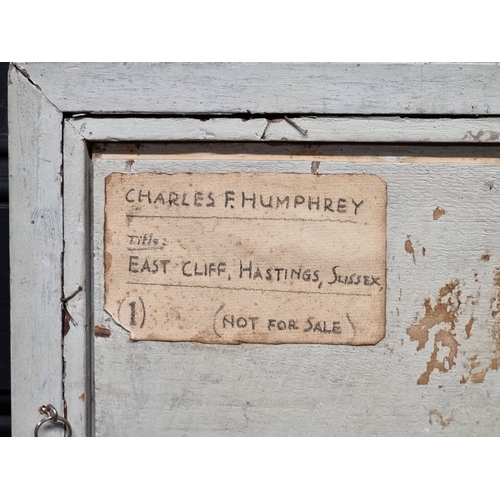 CHARLES F. HUMPHREY
TITLE:
EAST CLIFF, HASTINGS, SUSSEX,
(1) (NOT FOR SALE)